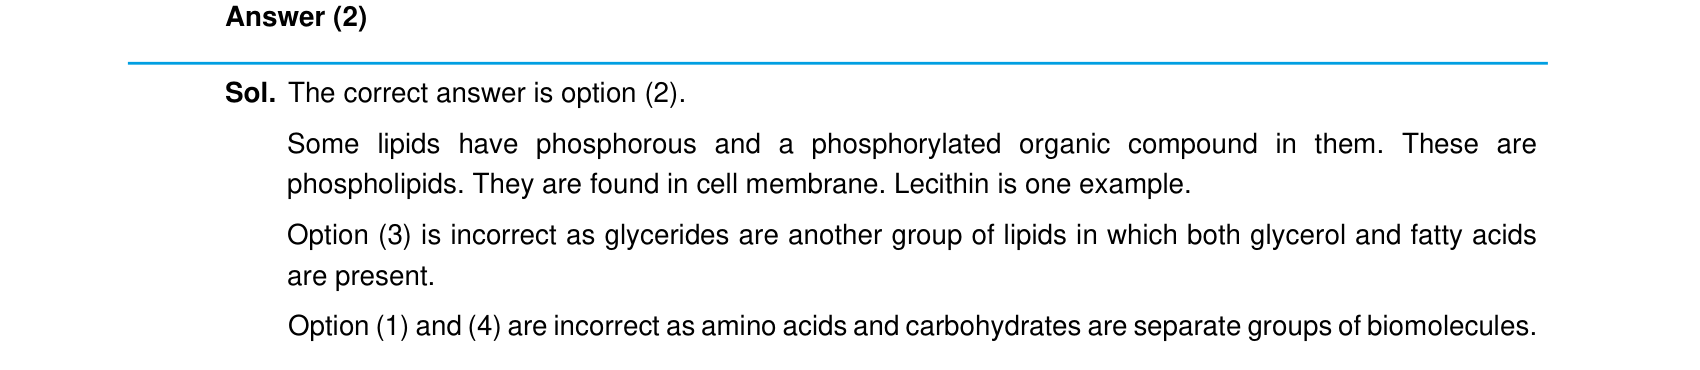 Answer (2)
Sol. The correct answer is option (2).
Some lipids have phosphorous and a phosphorylated organic compound in them. These are
phospholipids. They are found in cell membrane. Lecithin is one example.
Option (3) is incorrect as glycerides are another group of lipids in which both glycerol and fatty acids
are present.
Option (1) and (4) are incorrect as amino acids and carbohydrates are separate groups of biomolecules.